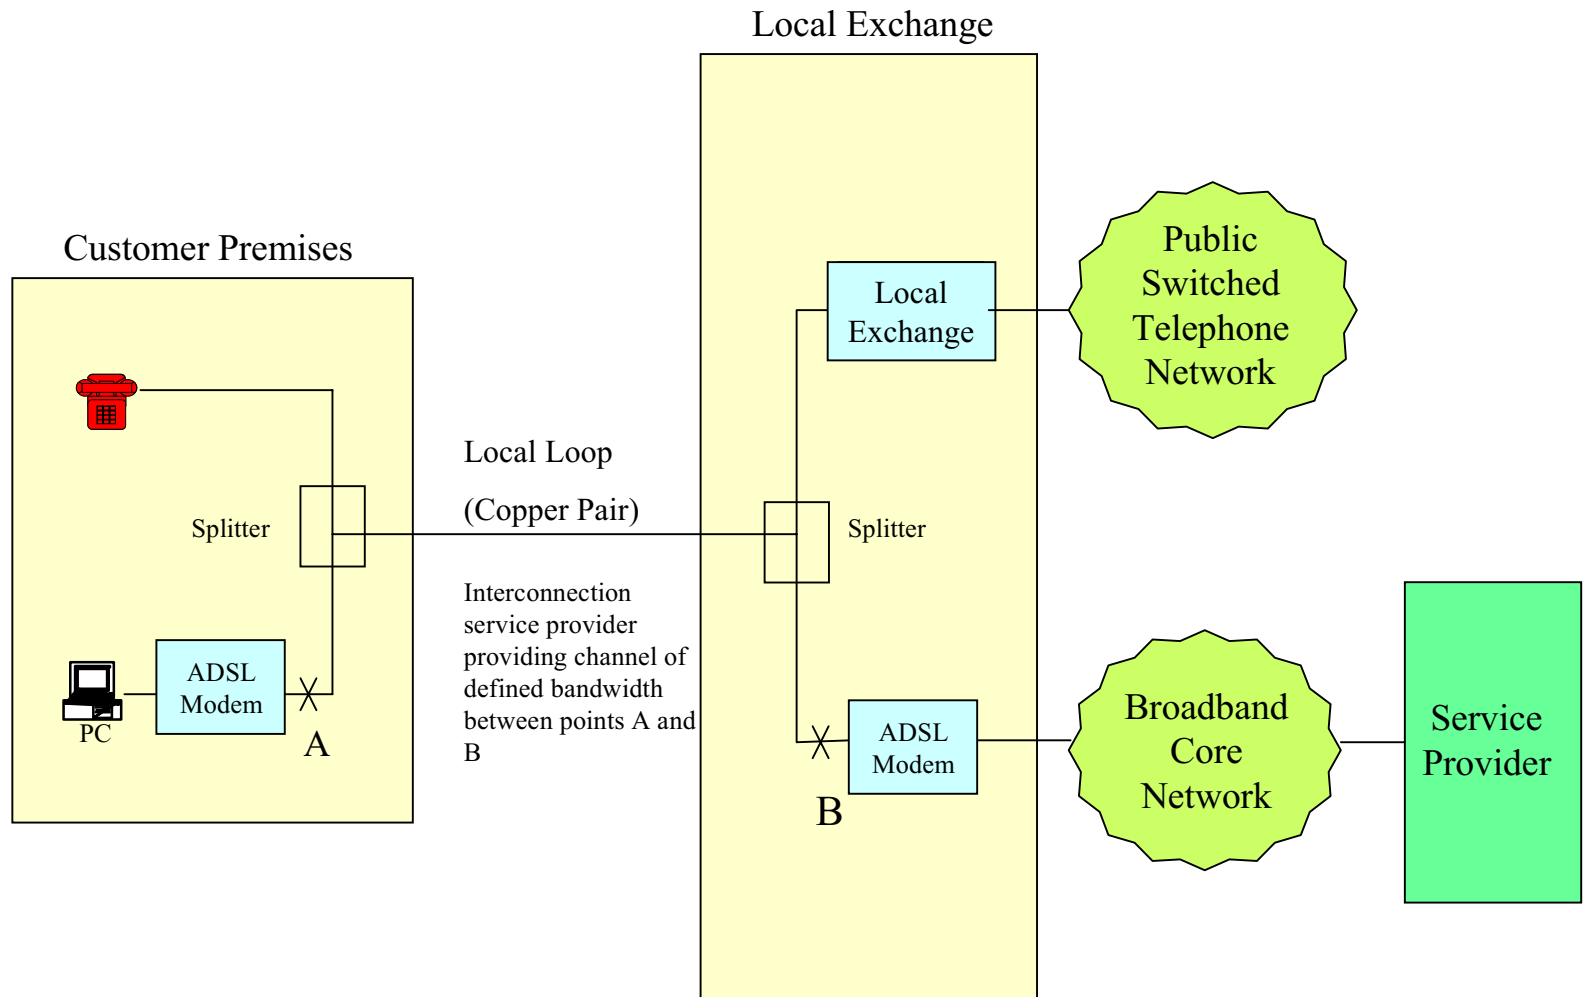 Local Exchange
Customer Premises
Local
Exchange
Public
Switched
Telephone
Network
Local Loop
(Copper Pair)
Splitter
Splitter
Interconnection
service provider
providing channel of
defined bandwidth
between points A and
B
ADSL
Modem
PC
A
ADSL
Modem
B
Broadband
Core
Network
Service
Provider